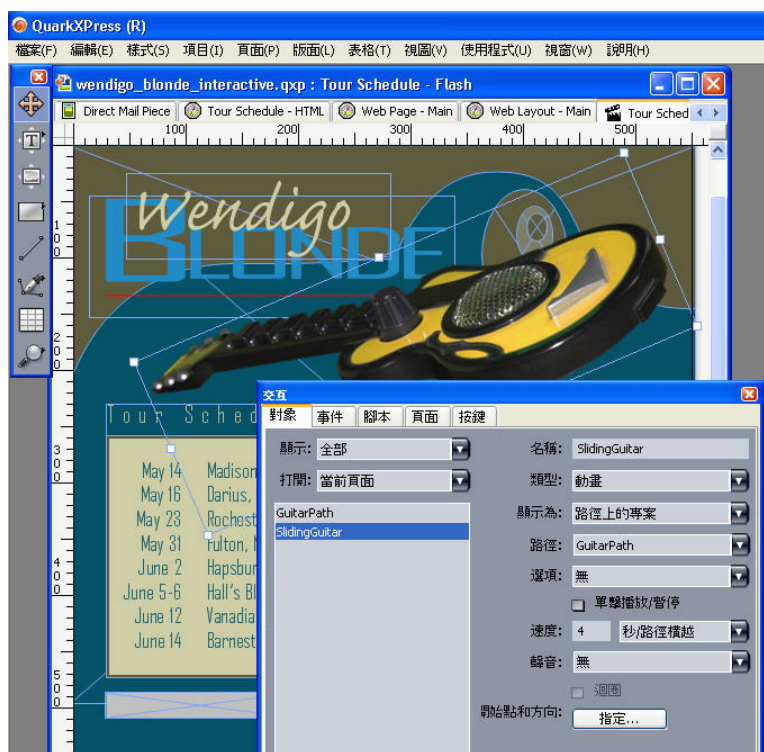 QuarkXPress (R)
檔案(F) 編輯(E) 樣式(S) 項目(I) 頁面(P) 版面(L) 表格(T) 視圖(V) 使用程式(U) 視窗(W) 說明(H)
wendigo_blonde_interactive.qxp : Tour Schedule - Flash
Direct Mail Piece Tour Schedule - HTML Web Page - Main Web Layout - Main Tour Sched
100 200 300 400 500
100
200
300
400
500
Wendigo
BLONDE
Tour Sched
May 14 Madison
May 16 Darius,
May 23 Rochest
May 31 Fulton,
June 2 Hapsbur
June 5-6 Hall's Bl
June 12 Vanadia
June 14 Barnest
交互
對象 事件 腳本 頁面 按鍵
顯示: 全部
打開: 當前頁面
GuitarPath
SlidingGuitar
名稱: SlidingGuitar
類型: 動畫
顯示為: 路徑上的專案
路徑: GuitarPath
選項: 無
單擊播放/暫停
速度: 4 秒/路徑橫越
聲音: 無
迴圈
開始點和方向: 指定...